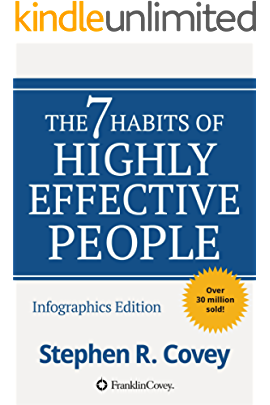 kindleunlimited
THE 7 HABITS OF
HIGHLY
EFFECTIVE
PEOPLE
Over
30 million
sold!
Infographics Edition
Stephen R. Covey
FranklinCovey.